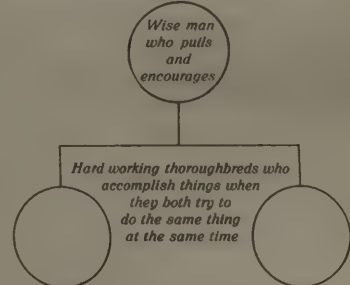 Wise man
who pulls
and
encourages
Hard working thoroughbreds who
accomplish things when
they both try to
do the same thing
at the same time